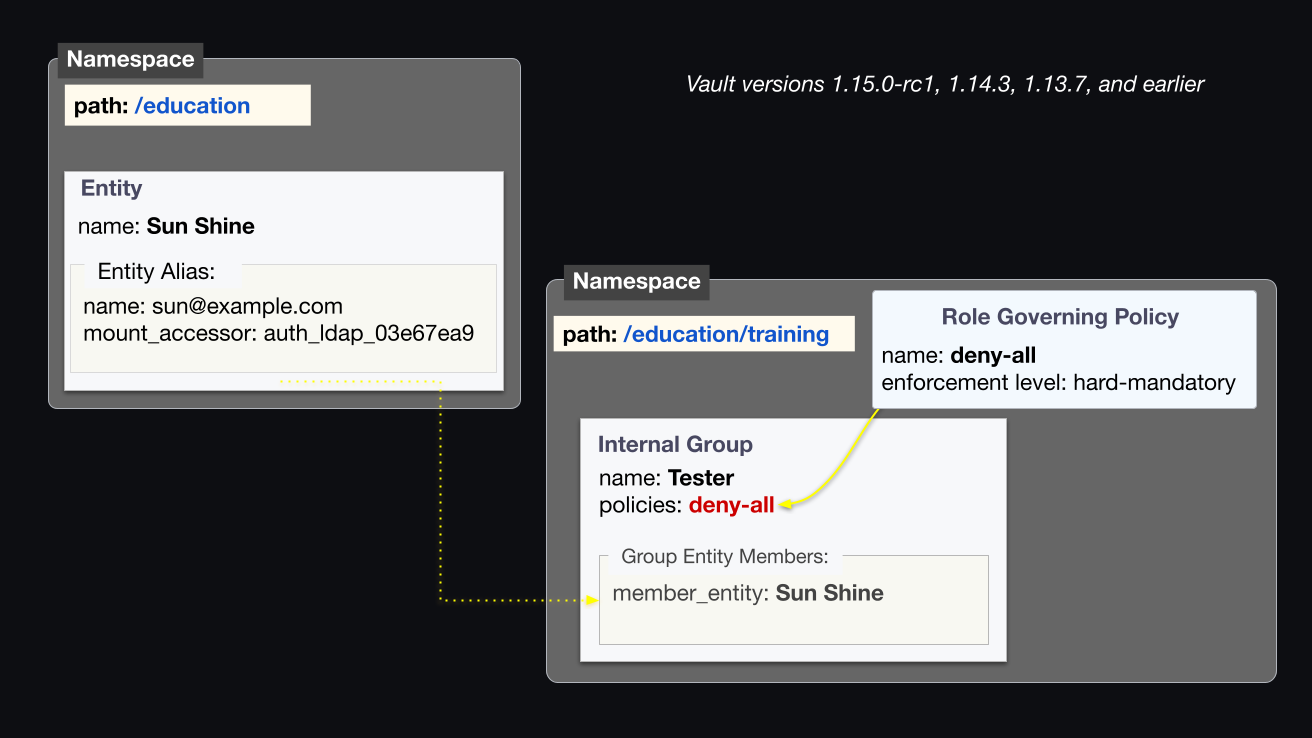 Namespace
path: /education
Vault versions 1.15.0-rc1, 1.14.3, 1.13.7, and earlier
Entity
name: Sun Shine
Entity Alias:
name: sun@example.com
mount_accessor: auth_ldap_03e67ea9
Namespace
path: /education/training
Role Governing Policy
name: deny-all
enforcement level: hard-mandatory
Internal Group
name: Tester
policies: deny-all
Group Entity Members:
member_entity: Sun Shine